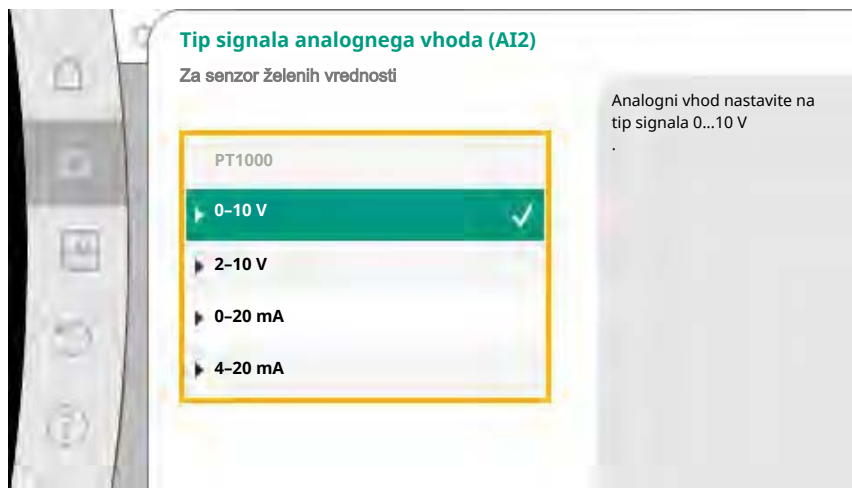 Tip signala analognega vhoda (AI2)
Za senzor želenih vrednosti
PT1000
0–10 V
2–10 V
0–20 mA
4–20 mA
Analogni vhod nastavite na
tip signala 0...10 V
.